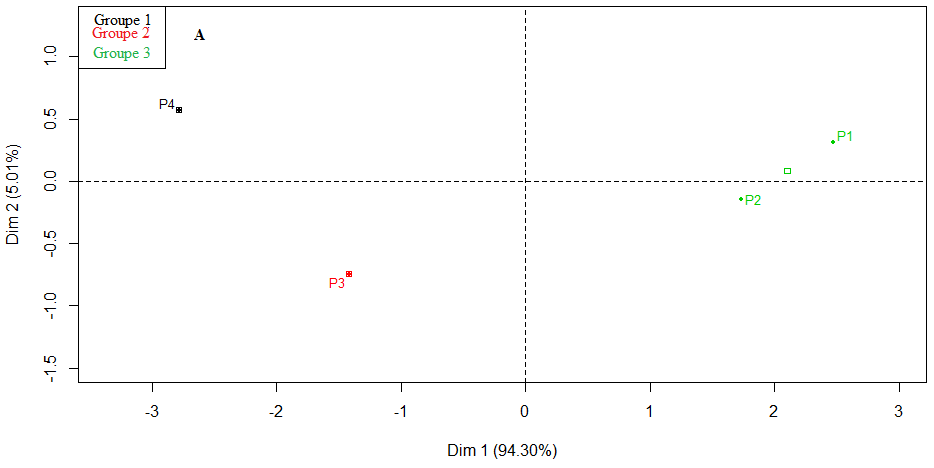 Groupe 1
Groupe 2
Groupe 3
A
P4
P1
P2
P3
1.0
0.5
0.0
-0.5
-1.0
-1.5
Dim 2 (5.01%)
-3 -2 -1 0 1 2 3
Dim 1 (94.30%)